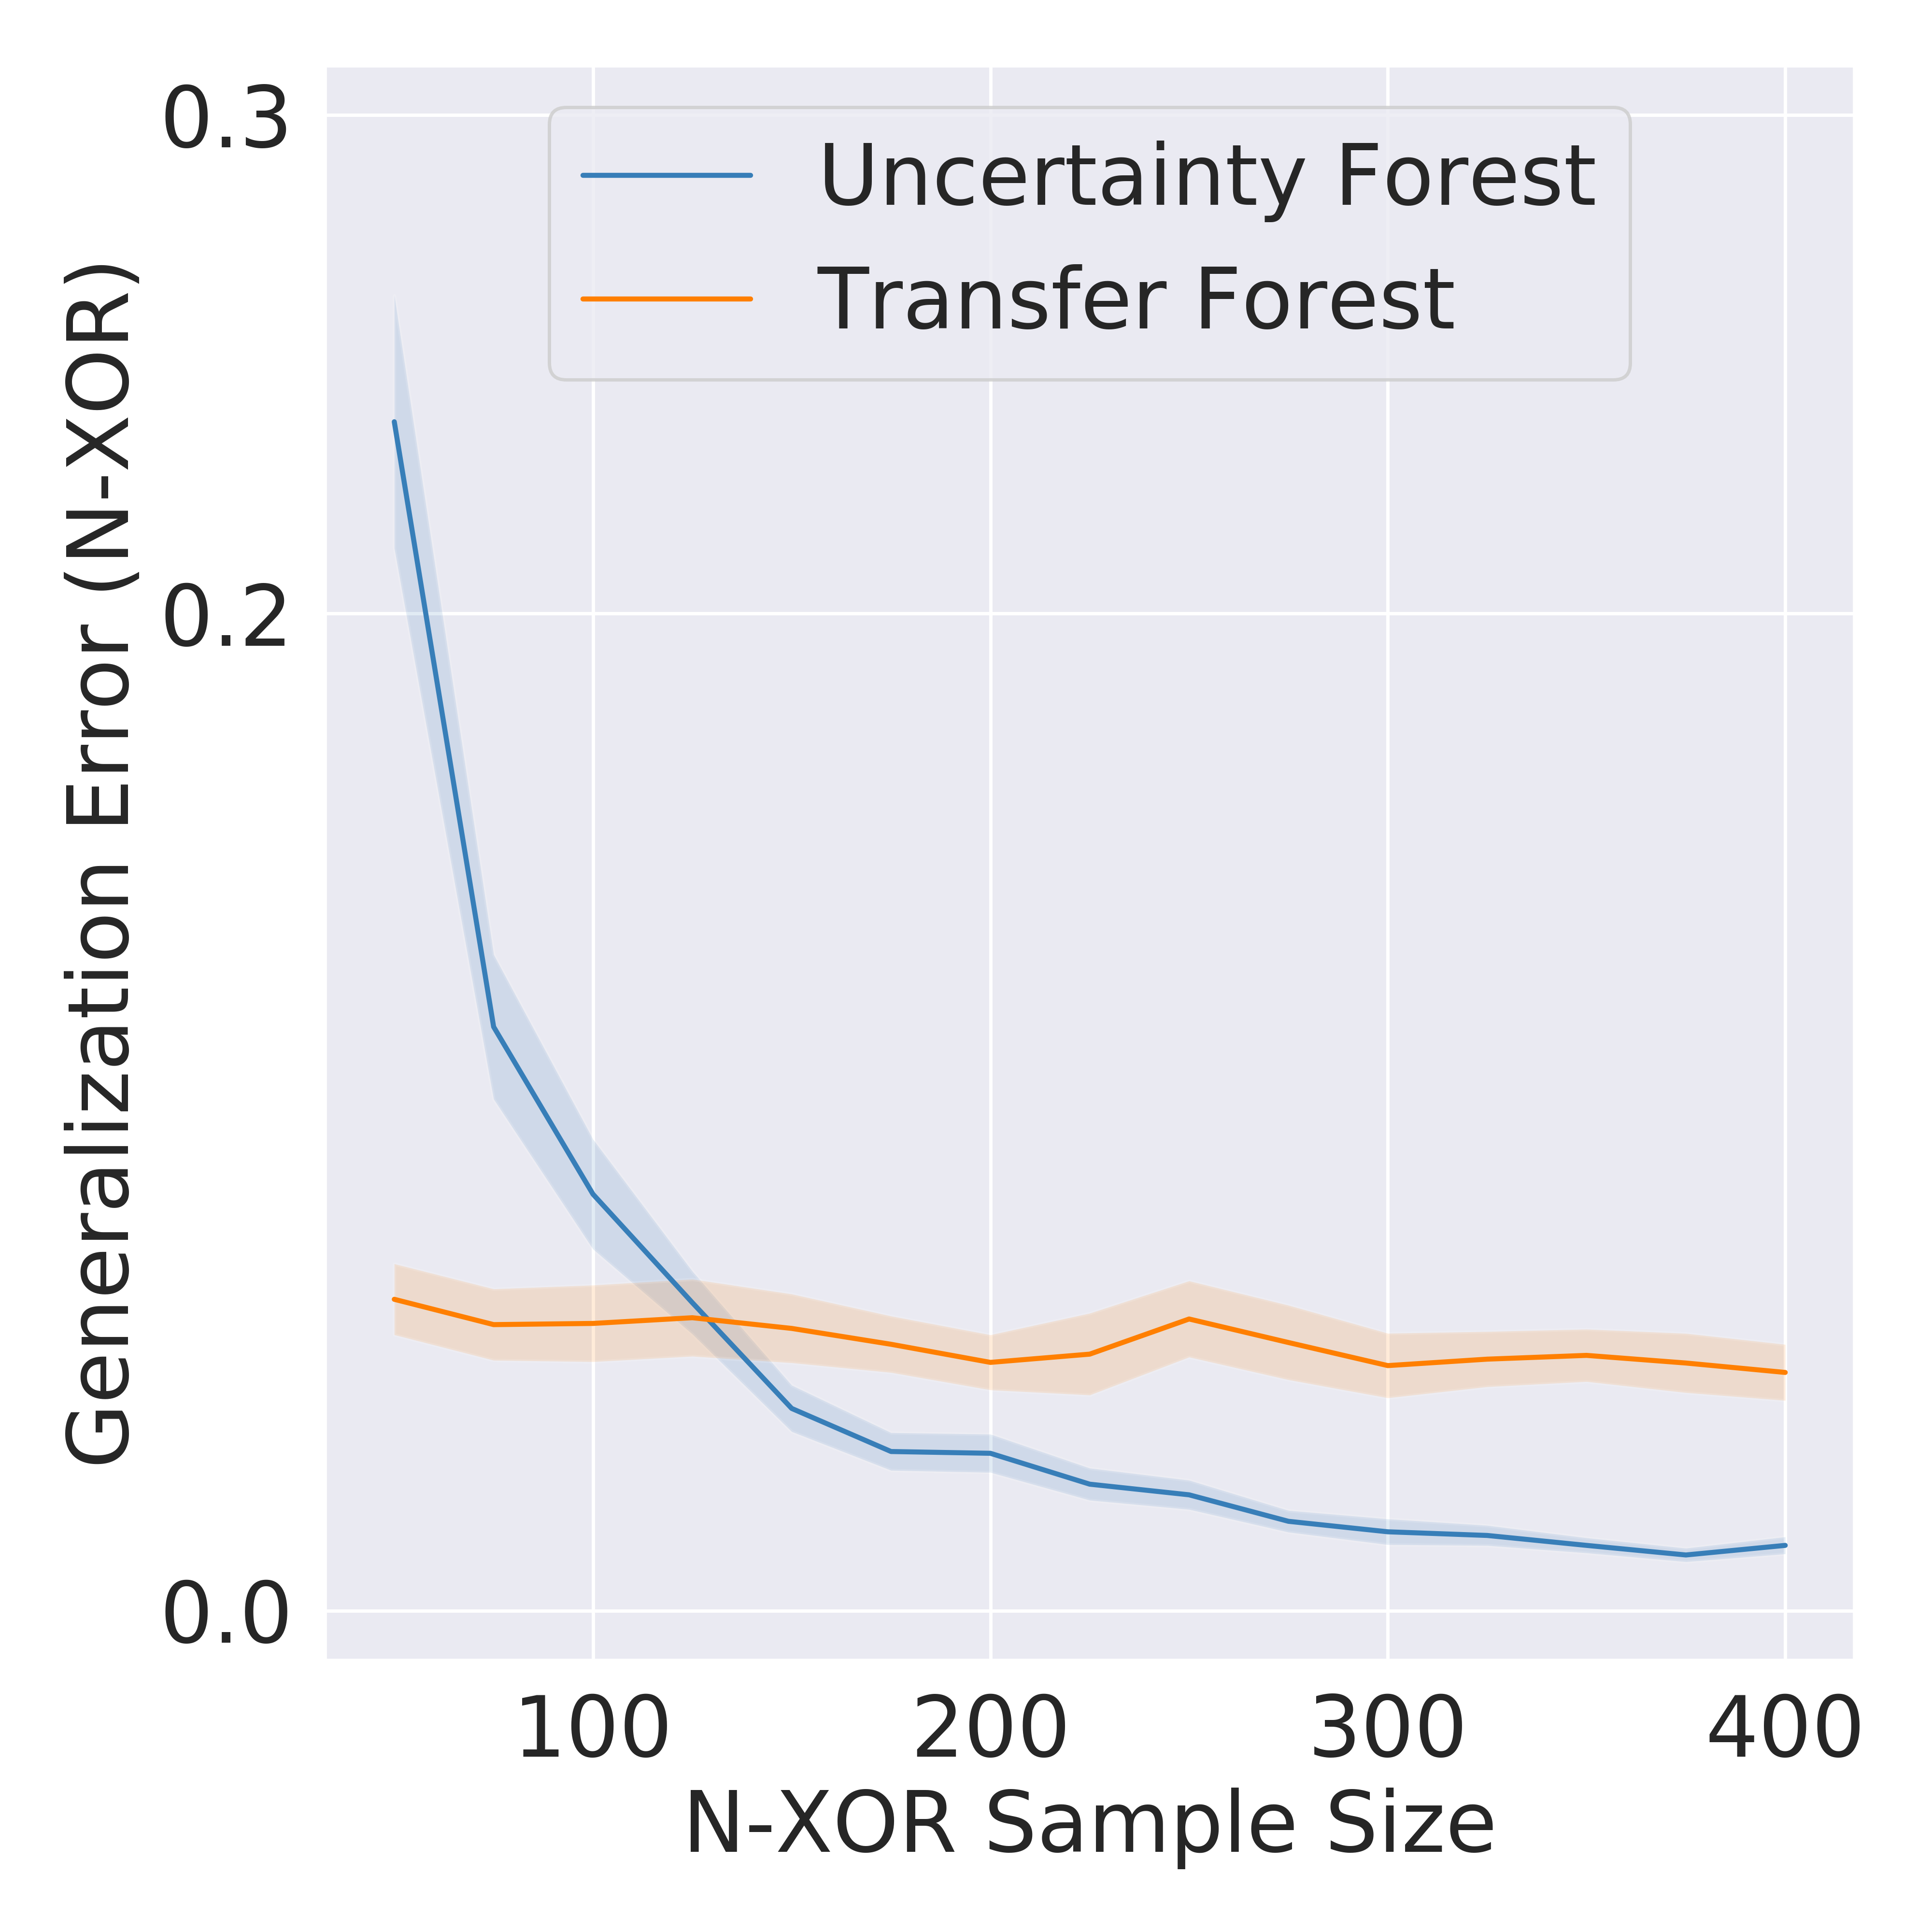 Generalization Error (N-XOR)
0.3
0.2
0.0
Uncertainty Forest
Transfer Forest
100 200 300 400
N-XOR Sample Size